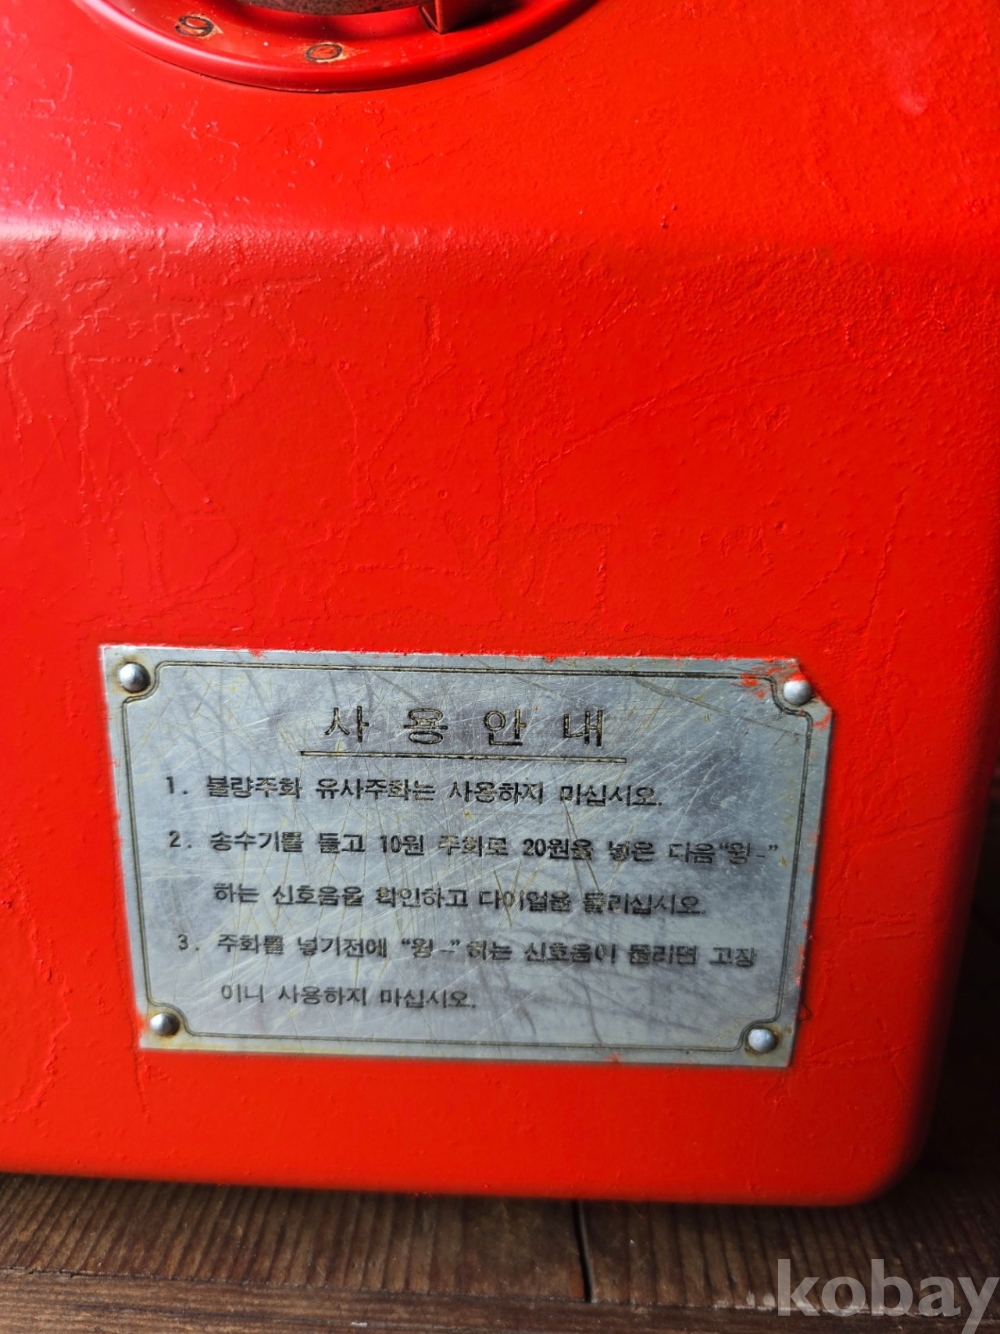 9 0
사용안내
1. 불량주화 유사주화는 사용하지 마십시오.
2. 송수기를 들고 10원 주화로 20원을 넣은 다음 "윙-"
하는 신호음을 확인하고 다이얼을 돌리십시오.
3. 주화를 넣기전에 "윙-" 하는 신호음이 들리면 고장
이니 사용하지 마십시오.
kobay